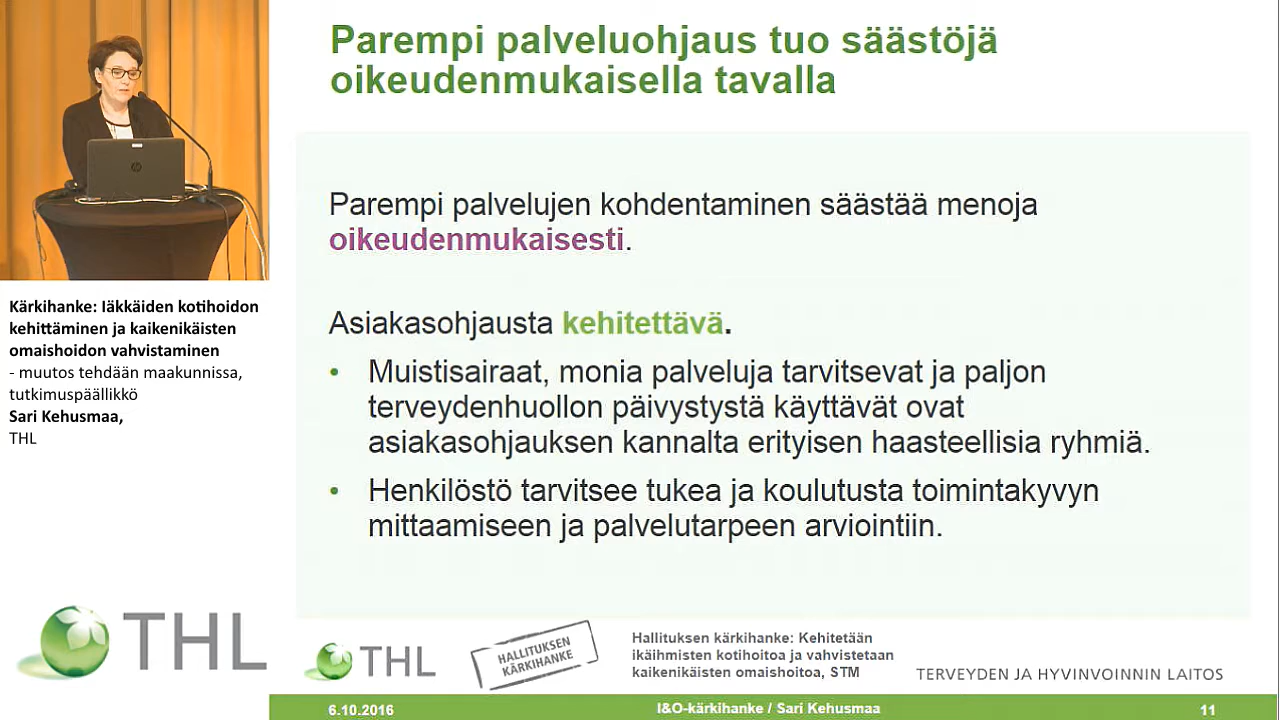 Parempi palveluohjaus tuo säästöjä
oikeudenmukaisella tavalla
Parempi palvelujen kohdentaminen säästää menoja
oikeudenmukaisesti.
Asiakasohjausta kehitettävä.
• Muistisairaat, monia palveluja tarvitsevat ja paljon
terveydenhuollon päivystystä käyttävät ovat
asiakasohjauksen kannalta erityisen haasteellisia ryhmiä.
• Henkilöstö tarvitsee tukea ja koulutusta toimintakyvyn
mittaamiseen ja palvelutarpeen arviointiin.
Kärkihanke: Iäkkäiden kotihoidon
kehittäminen ja kaikenikäisten
omaishoidon vahvistaminen
- muutos tehdään maakunnissa,
tutkimuspäällikkö
Sari Kehusmaa,
THL
THL
THL
HALLITUKSEN
KÄRKIHANKE
Hallituksen kärkihanke: Kehitetään
ikäihmisten kotihoitoa ja vahvistetaan
kaikenikäisten omaishoitoa, STM
TERVEYDEN JA HYVINVOINNIN LAITOS
6.10.2016
I&O-kärkihanke / Sari Kehusmaa
11